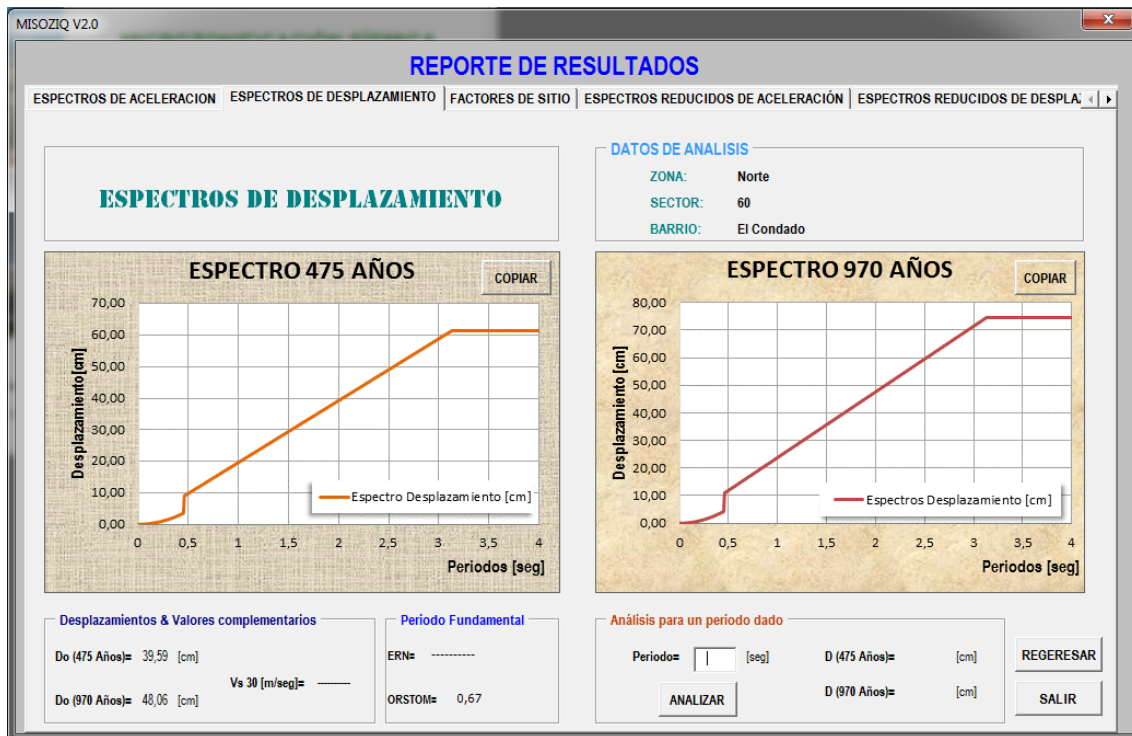 MISOZIQ V2.0
REPORTE DE RESULTADOS
ESPECTROS DE ACELERACION ESPECTROS DE DESPLAZAMIENTO FACTORES DE SITIO ESPECTROS REDUCIDOS DE ACELERACIÓN ESPECTROS REDUCIDOS DE DESPLA
ESPECTROS DE DESPLAZAMIENTO
DATOS DE ANALISIS
ZONA: Norte
SECTOR: 60
BARRIO: El Condado
ESPECTRO 475 AÑOS
COPIAR
Desplazamiento[cm]
70,00
60,00
50,00
40,00
30,00
20,00
10,00
0,00
Espectro Desplazamiento [cm]
0 0,5 1 1,5 2 2,5 3 3,5 4
Periodos [seg]
ESPECTRO 970 AÑOS
COPIAR
Desplazamiento [cm]
80,00
70,00
60,00
50,00
40,00
30,00
20,00
10,00
0,00
Espectros Desplazamiento [cm]
0 0,5 1 1,5 2 2,5 3 3,5 4
Periodos [seg]
Desplazamientos & Valores complementarios
Do (475 Años)= 39,59 [cm]
Vs 30 [m/seg]= ---------
Do (970 Años)= 48,06 [cm]
Periodo Fundamental
ERN= ----------
ORSTOM= 0,67
Análisis para un periodo dado
Periodo= [seg] D (475 Años)= [cm]
ANALIZAR D (970 Años)= [cm]
REGERESAR
SALIR